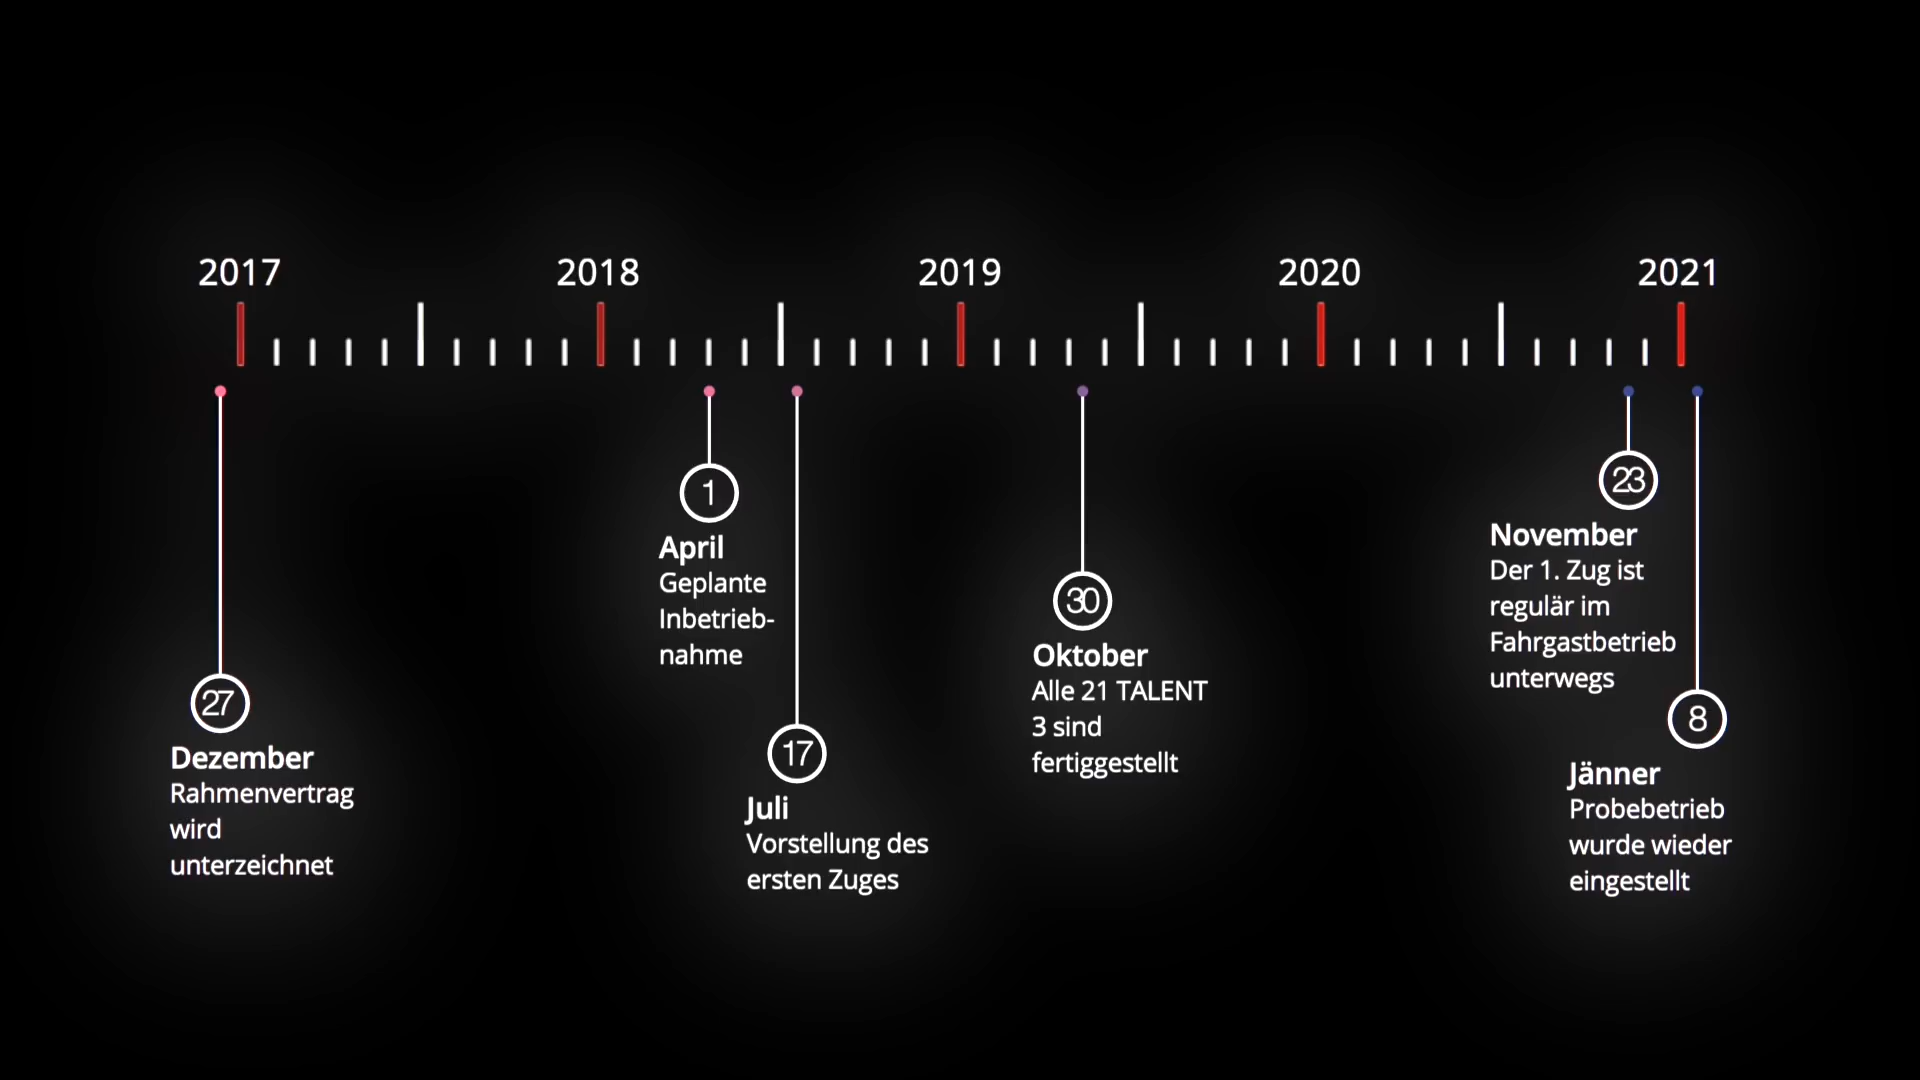 2017
2018
2019
2020
2021
27
Dezember
Rahmenvertrag
wird
unterzeichnet
1
April
Geplante
Inbetrieb-
nahme
17
Juli
Vorstellung des
ersten Zuges
30
Oktober
Alle 21 TALENT
3 sind
fertiggestellt
23
November
Der 1. Zug ist
regulär im
Fahrgastbetrieb
unterwegs
8
Jänner
Probebetrieb
wurde wieder
eingestellt